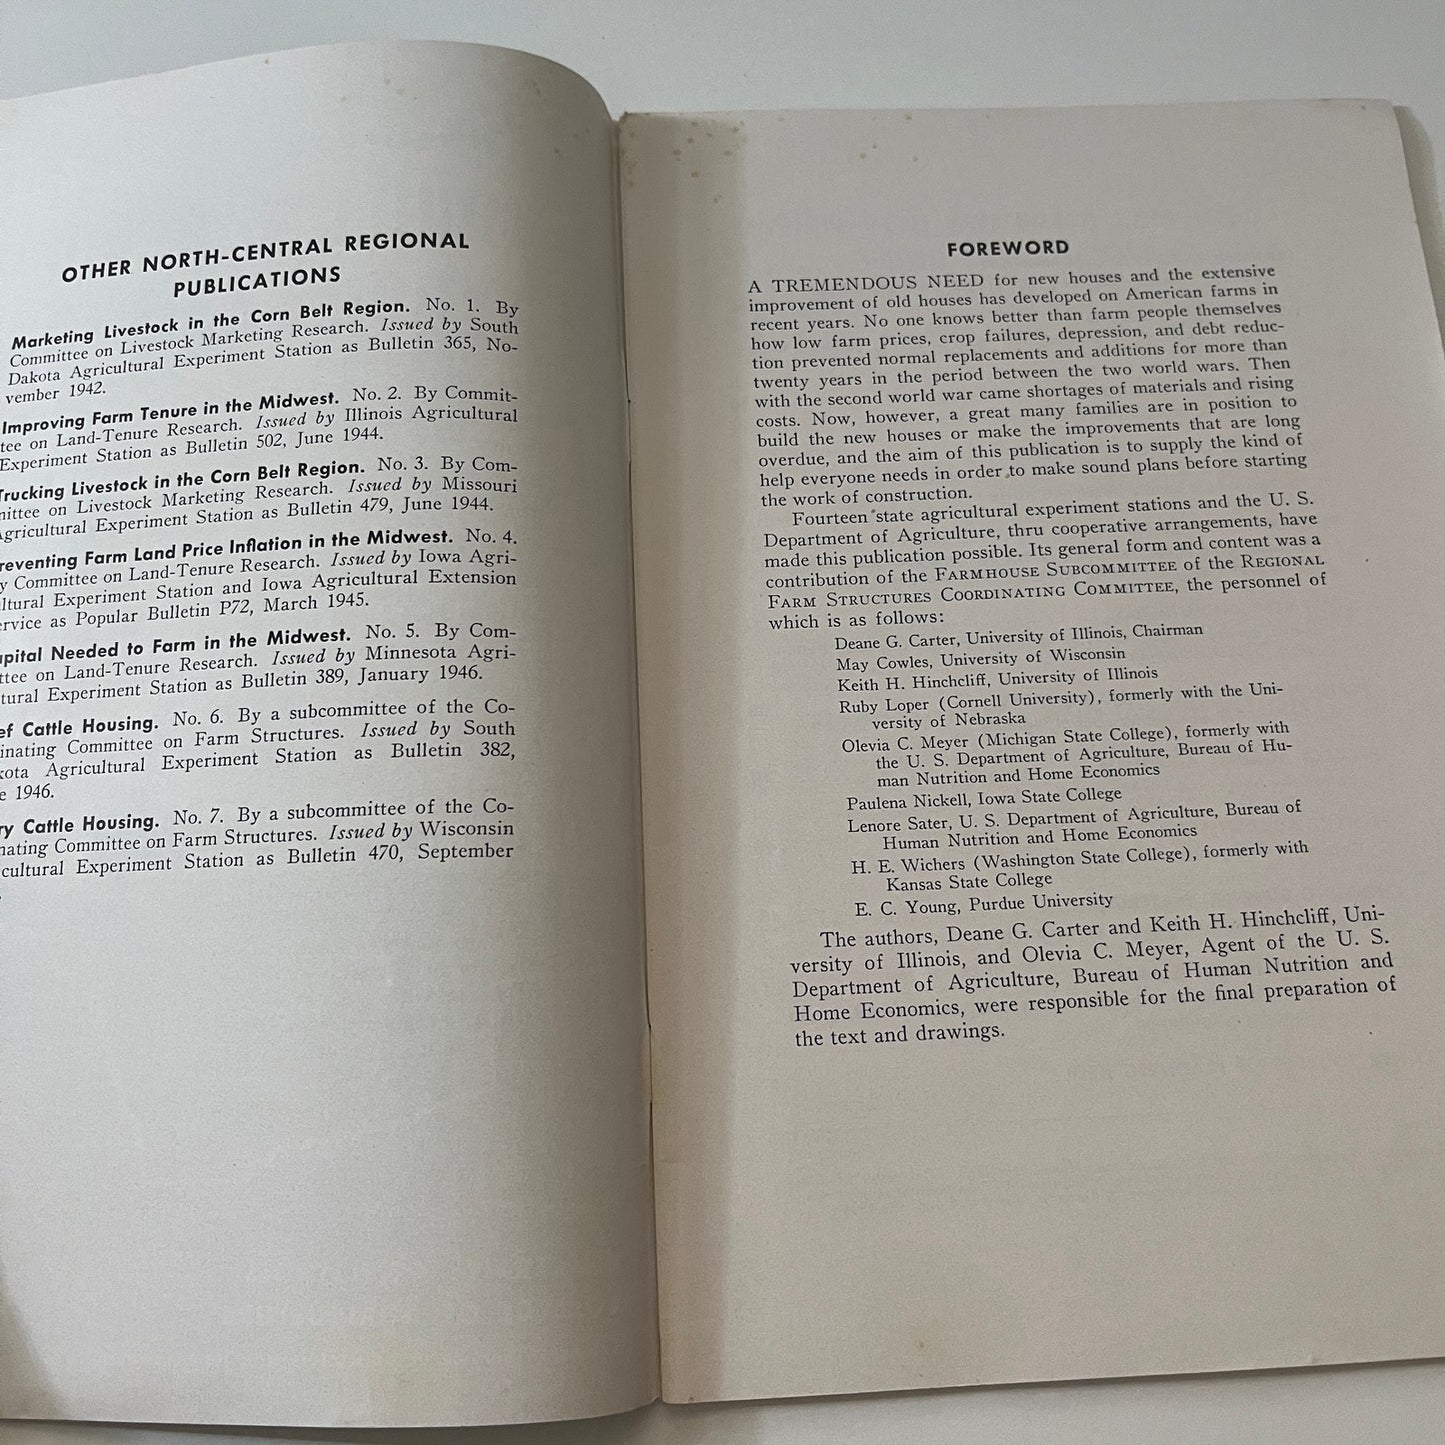 OTHER NORTH-CENTRAL REGIONAL
PUBLICATIONS
Marketing Livestock in the Corn Belt Region. No. 1. By
Committee on Livestock Marketing Research. Issued by South
Dakota Agricultural Experiment Station as Bulletin 365, No-
vember 1942.
Improving Farm Tenure in the Midwest. No. 2. By Commit-
tee on Land-Tenure Research. Issued by Illinois Agricultural
Experiment Station as Bulletin 502, June 1944.
Trucking Livestock in the Corn Belt Region. No. 3. By Com-
mittee on Livestock Marketing Research. Issued by Missouri
Agricultural Experiment Station as Bulletin 479, June 1944.
reventing Farm Land Price Inflation in the Midwest. No. 4.
y Committee on Land-Tenure Research. Issued by Iowa Agri-
ltural Experiment Station and Iowa Agricultural Extension
ervice as Popular Bulletin P72, March 1945.
apital Needed to Farm in the Midwest. No. 5. By Com-
ttee on Land-Tenure Research. Issued by Minnesota Agri-
tural Experiment Station as Bulletin 389, January 1946.
ef Cattle Housing. No. 6. By a subcommittee of the Co-
inating Committee on Farm Structures. Issued by South
kota Agricultural Experiment Station as Bulletin 382,
e 1946.
ry Cattle Housing. No. 7. By a subcommittee of the Co-
nating Committee on Farm Structures. Issued by Wisconsin
cultural Experiment Station as Bulletin 470, September
.
FOREWORD
A TREMENDOUS NEED for new houses and the extensive
improvement of old houses has developed on American farms in
recent years. No one knows better than farm people themselves
how low farm prices, crop failures, depression, and debt reduc-
tion prevented normal replacements and additions for more than
twenty years in the period between the two world wars. Then
with the second world war came shortages of materials and rising
costs. Now, however, a great many families are in position to
build the new houses or make the improvements that are long
overdue, and the aim of this publication is to supply the kind of
help everyone needs in order to make sound plans before starting
the work of construction.
Fourteen state agricultural experiment stations and the U. S.
Department of Agriculture, thru cooperative arrangements, have
made this publication possible. Its general form and content was a
contribution of the FARMHOUSE SUBCOMMITTEE of the REGIONAL
FARM STRUCTURES COORDINATING COMMITTEE, the personnel of
which is as follows:
Deane G. Carter, University of Illinois, Chairman
May Cowles, University of Wisconsin
Keith H. Hinchcliff, University of Illinois
Ruby Loper (Cornell University), formerly with the Uni-
versity of Nebraska
Olevia C. Meyer (Michigan State College), formerly with
the U. S. Department of Agriculture, Bureau of Hu-
man Nutrition and Home Economics
Paulena Nickell, Iowa State College
Lenore Sater, U. S. Department of Agriculture, Bureau of
Human Nutrition and Home Economics
H. E. Wichers (Washington State College), formerly with
Kansas State College
E. C. Young, Purdue University
The authors, Deane G. Carter and Keith H. Hinchcliff, Uni-
versity of Illinois, and Olevia C. Meyer, Agent of the U. S.
Department of Agriculture, Bureau of Human Nutrition and
Home Economics, were responsible for the final preparation of
the text and drawings.